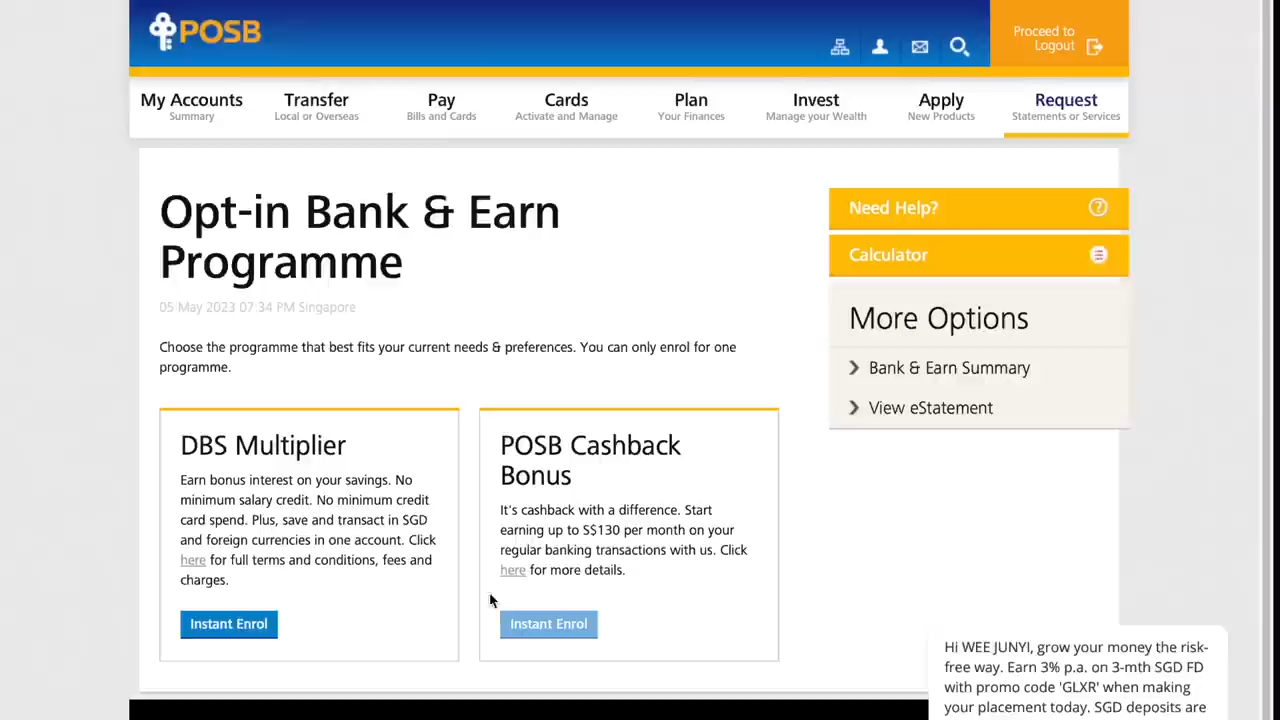 POSB
Proceed to
Logout
My Accounts
Summary
Transfer
Local or Overseas
Pay
Bills and Cards
Cards
Activate and Manage
Plan
Your Finances
Invest
Manage your Wealth
Apply
New Products
Request
Statements or Services
Opt-in Bank & Earn
Programme
05 May 2023 07:34 PM Singapore
Choose the programme that best fits your current needs & preferences. You can only enrol for one
programme.
DBS Multiplier
Earn bonus interest on your savings. No
minimum salary credit. No minimum credit
card spend. Plus, save and transact in SGD
and foreign currencies in one account. Click
here for full terms and conditions, fees and
charges.
Instant Enrol
POSB Cashback
Bonus
It's cashback with a difference. Start
earning up to S$130 per month on your
regular banking transactions with us. Click
here for more details.
Instant Enrol
Need Help?
Calculator
More Options
Bank & Earn Summary
View eStatement
Hi WEE JUNYI, grow your money the risk-
free way. Earn 3% p.a. on 3-mth SGD FD
with promo code 'GLXR' when making
your placement today. SGD deposits are